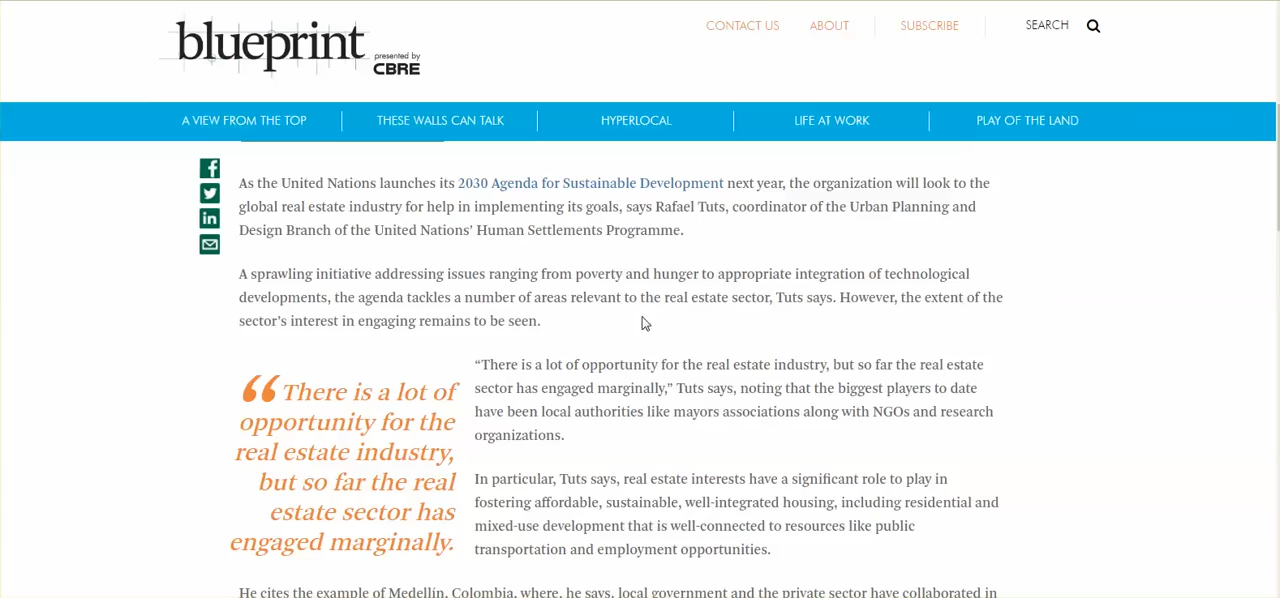 blueprint
presented by
CBRE
CONTACT US ABOUT SUBSCRIBE SEARCH
A VIEW FROM THE TOP THESE WALLS CAN TALK HYPERLOCAL LIFE AT WORK PLAY OF THE LAND
As the United Nations launches its 2030 Agenda for Sustainable Development next year, the organization will look to the
global real estate industry for help in implementing its goals, says Rafael Tuts, coordinator of the Urban Planning and
Design Branch of the United Nations’ Human Settlements Programme.
A sprawling initiative addressing issues ranging from poverty and hunger to appropriate integration of technological
developments, the agenda tackles a number of areas relevant to the real estate sector, Tuts says. However, the extent of the
sector’s interest in engaging remains to be seen.
“There is a lot of
opportunity for the
real estate industry,
but so far the real
estate sector has
engaged marginally.
“There is a lot of opportunity for the real estate industry, but so far the real estate
sector has engaged marginally,” Tuts says, noting that the biggest players to date
have been local authorities like mayors associations along with NGOs and research
organizations.
In particular, Tuts says, real estate interests have a significant role to play in
fostering affordable, sustainable, well-integrated housing, including residential and
mixed-use development that is well-connected to resources like public
transportation and employment opportunities.
He cites the example of Medellín, Colombia, where, he says, local government and the private sector have collaborated in